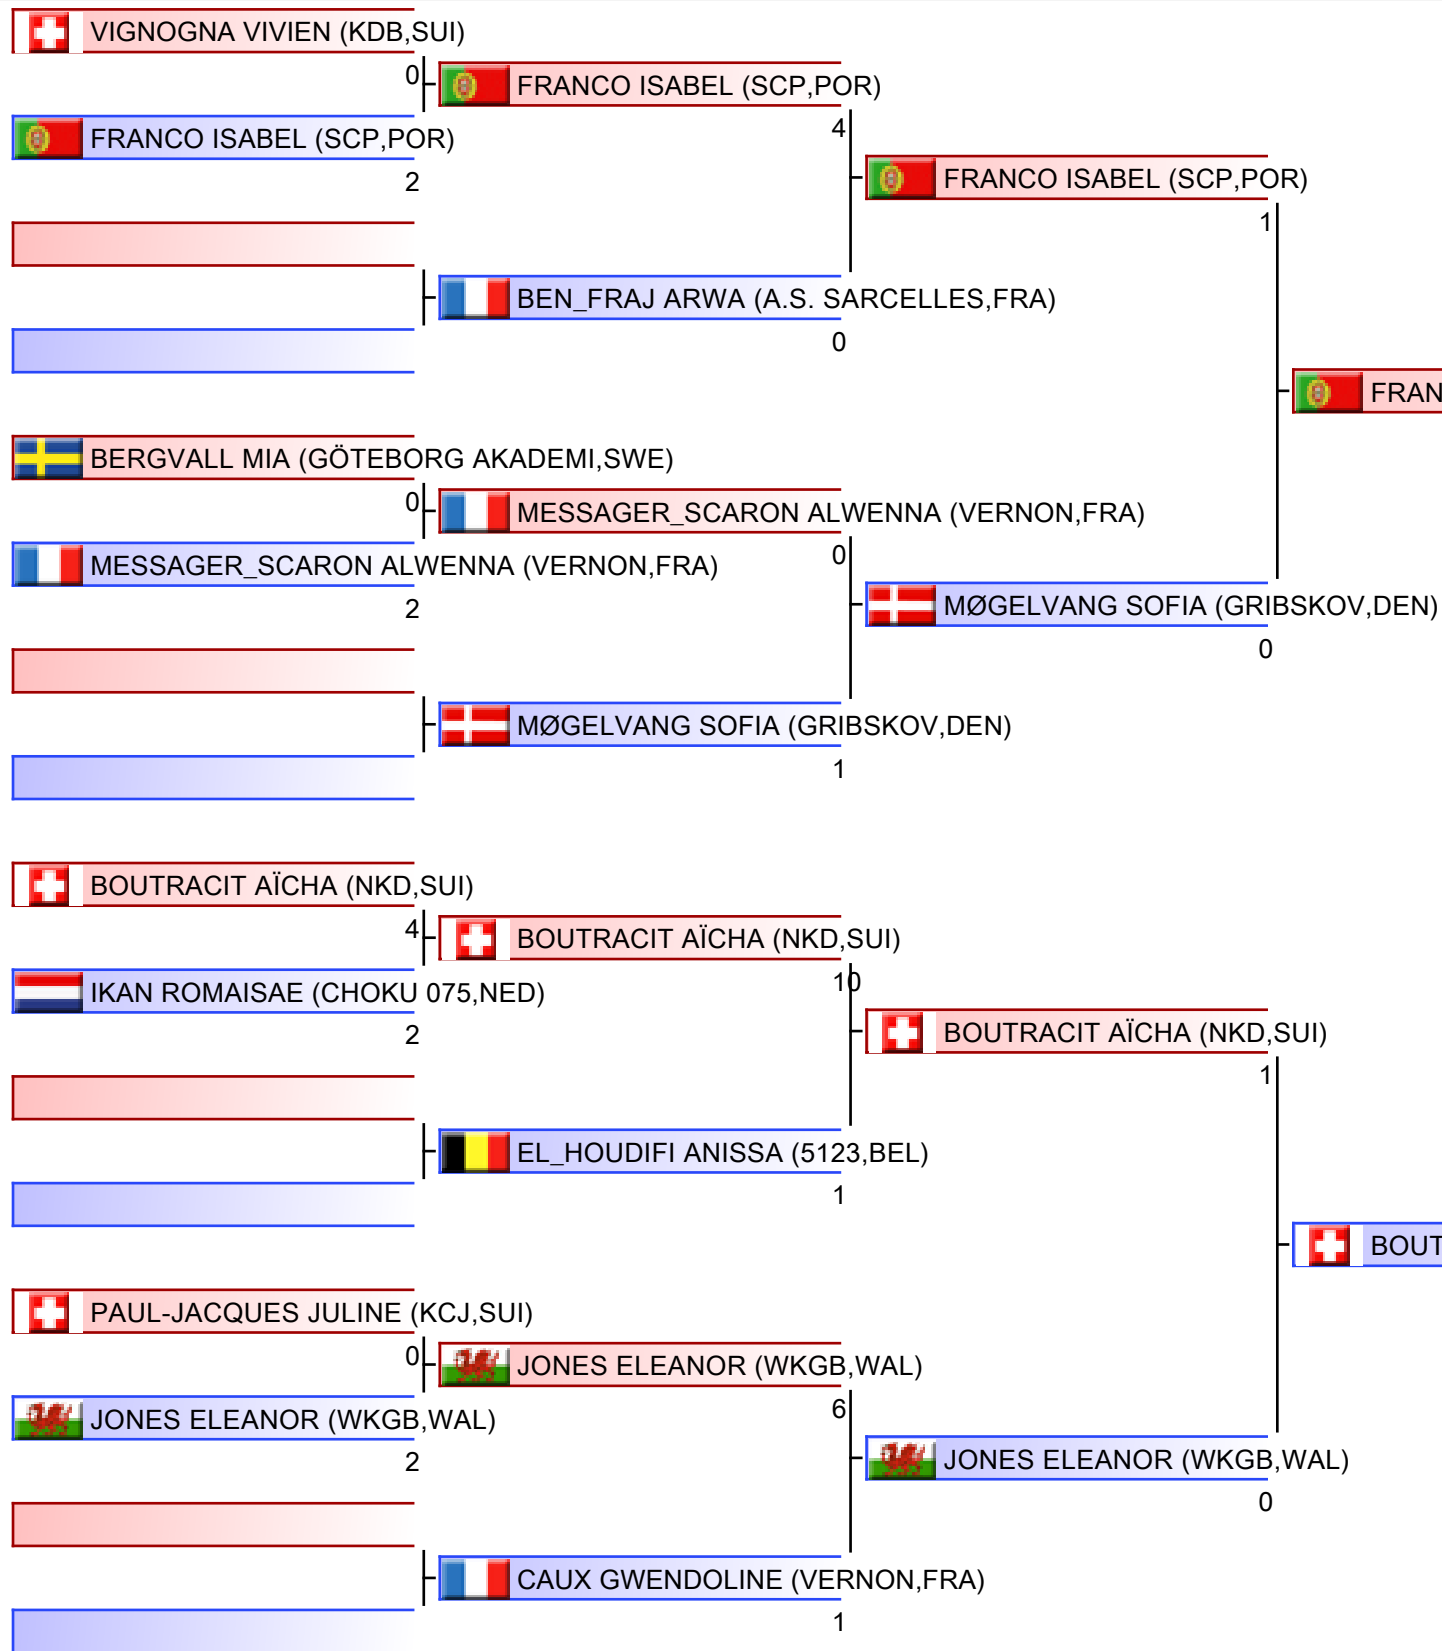 VIGNOGNA VIVIEN (KDB,SUI)
0
FRANCO ISABEL (SCP,POR)
FRANCO ISABEL (SCP,POR)
2
4
FRANCO ISABEL (SCP,POR)
1
BEN_FRAJ ARWA (A.S. SARCELLES,FRA)
0
FRAN
BERGVALL MIA (GÖTEBORG AKADEMI,SWE)
0
MESSAGER_SCARON ALWENNA (VERNON,FRA)
MESSAGER_SCARON ALWENNA (VERNON,FRA)
2
0
MØGELVANG SOFIA (GRIBSKOV,DEN)
0
MØGELVANG SOFIA (GRIBSKOV,DEN)
1
BOUTRACIT AÏCHA (NKD,SUI)
4
BOUTRACIT AÏCHA (NKD,SUI)
IKAN ROMAISAE (CHOKU 075,NED)
2
10
BOUTRACIT AÏCHA (NKD,SUI)
1
EL_HOUDIFI ANISSA (5123,BEL)
1
BOUT
PAUL-JACQUES JULINE (KCJ,SUI)
0
JONES ELEANOR (WKGB,WAL)
JONES ELEANOR (WKGB,WAL)
2
6
JONES ELEANOR (WKGB,WAL)
0
CAUX GWENDOLINE (VERNON,FRA)
1